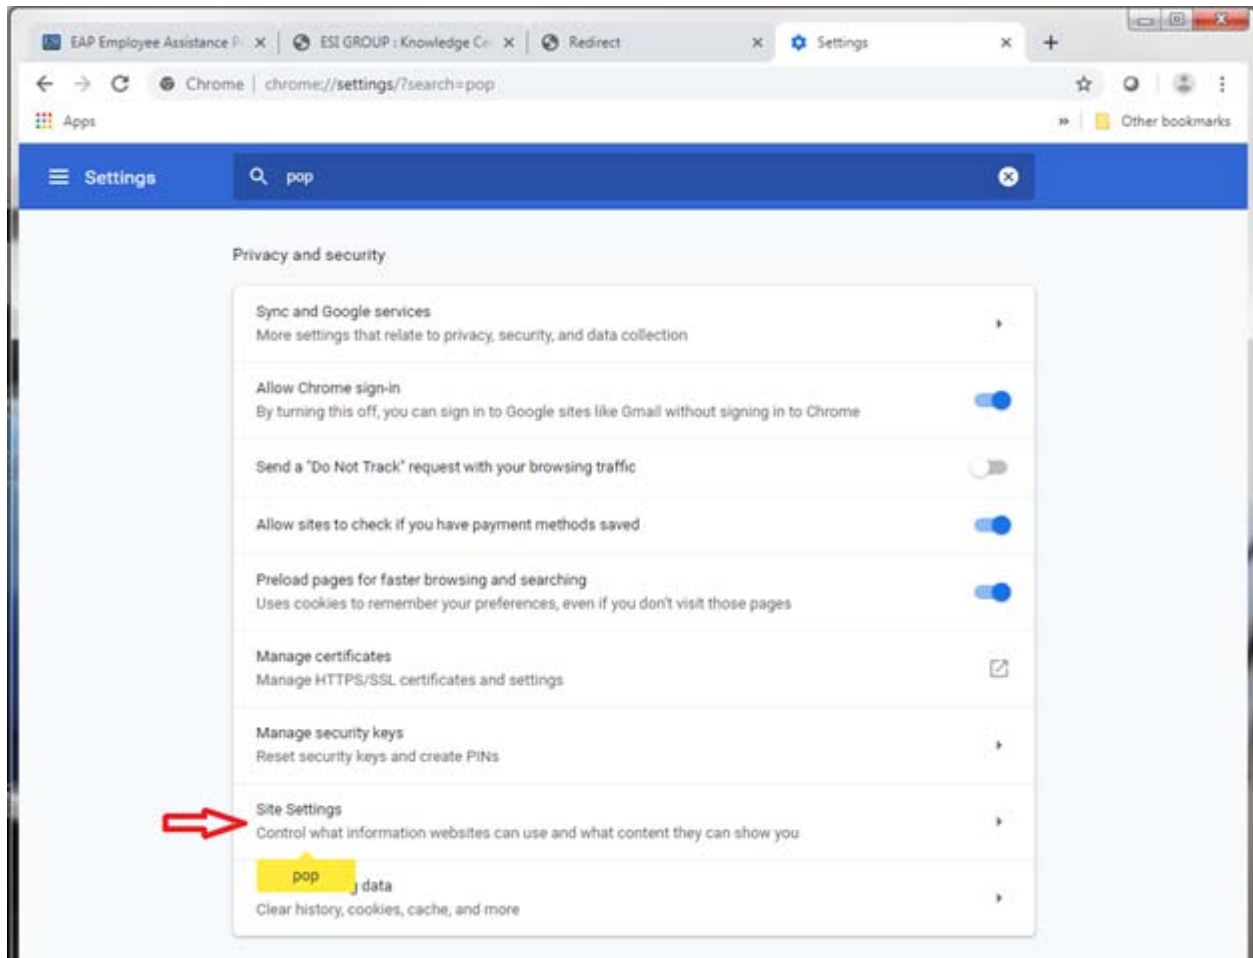 EAP Employee Assistance P
ESI GROUP : Knowledge Ce
Redirect
Settings
Chrome | chrome://settings/?search=pop
Apps
Other bookmarks
Settings
pop
Privacy and security
Sync and Google services
More settings that relate to privacy, security, and data collection
Allow Chrome sign-in
By turning this off, you can sign in to Google sites like Gmail without signing in to Chrome
Send a "Do Not Track" request with your browsing traffic
Allow sites to check if you have payment methods saved
Preload pages for faster browsing and searching
Uses cookies to remember your preferences, even if you don't visit those pages
Manage certificates
Manage HTTPS/SSL certificates and settings
Manage security keys
Reset security keys and create PINs
Site Settings
Control what information websites can use and what content they can show you
pop
data
Clear history, cookies, cache, and more